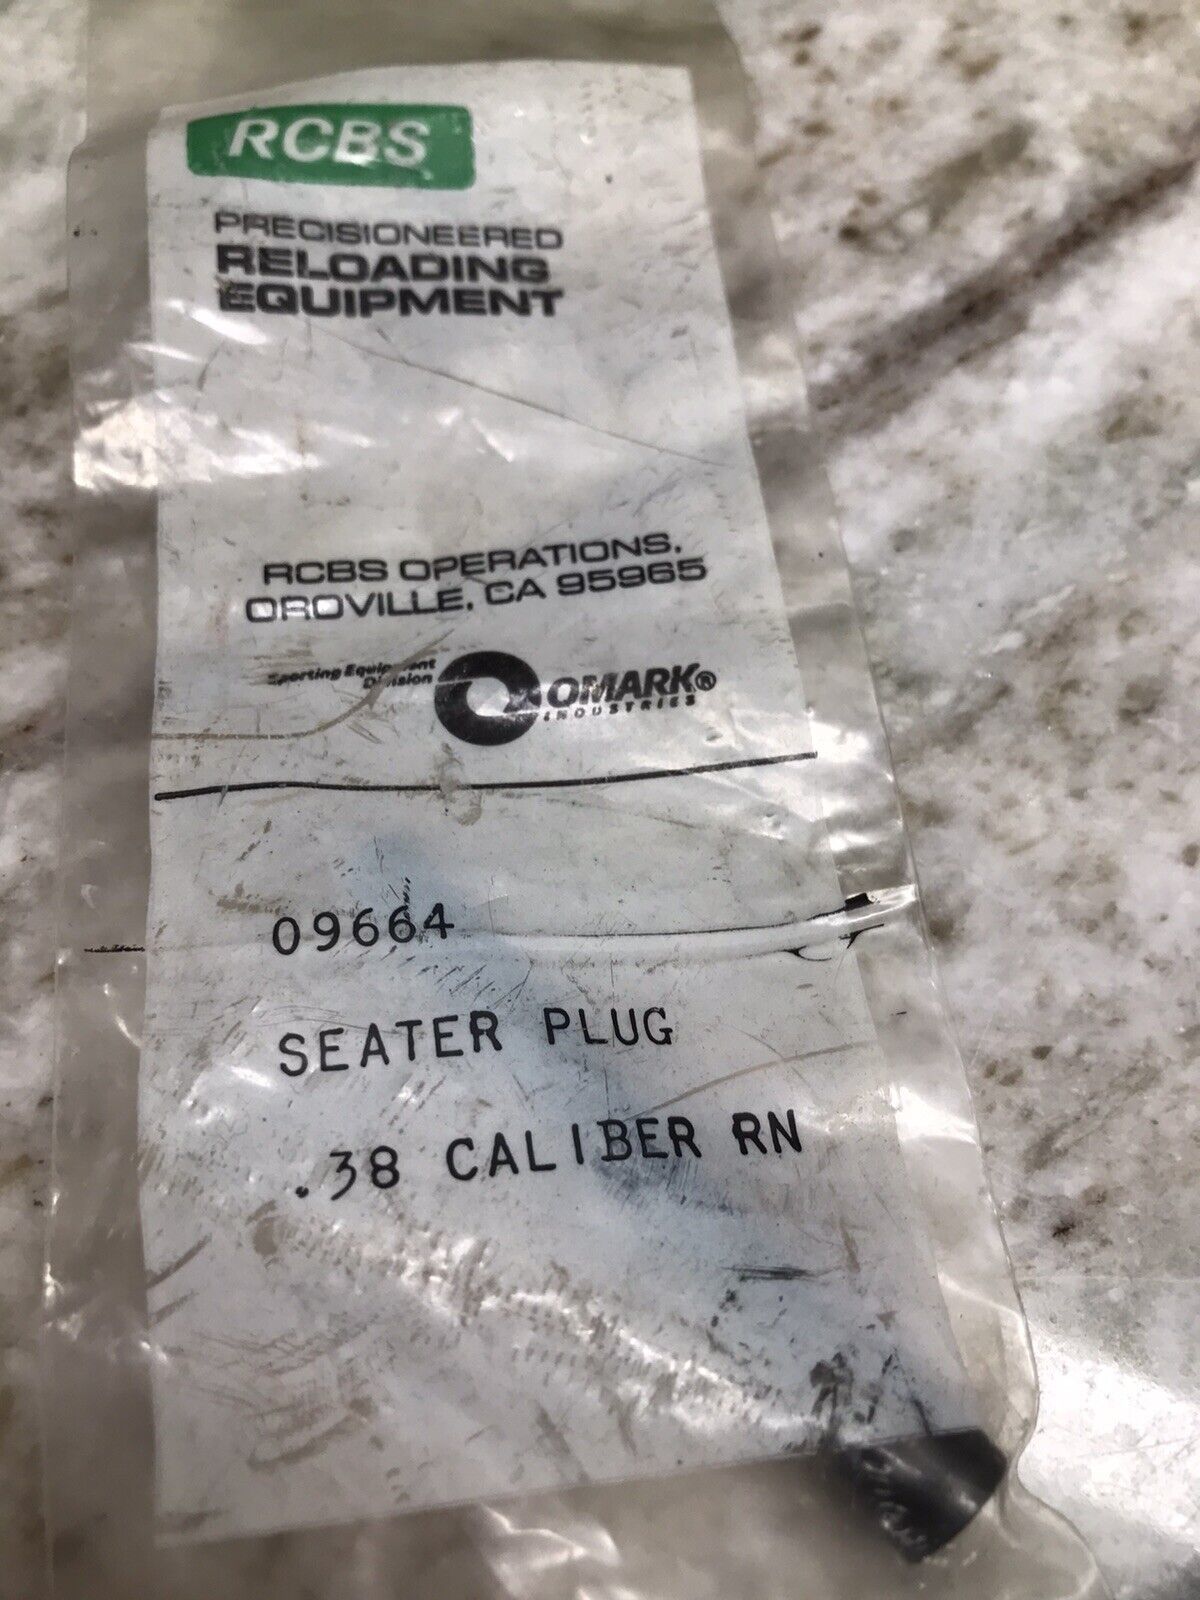 RCBS
PRECISIONEERED
RELOADING
EQUIPMENT
RCBS OPERATIONS,
OROVILLE, CA 95965
Sporting Equipment
Division
OMARK®
INDUSTRIES
09664
SEATER PLUG
.38 CALIBER RN